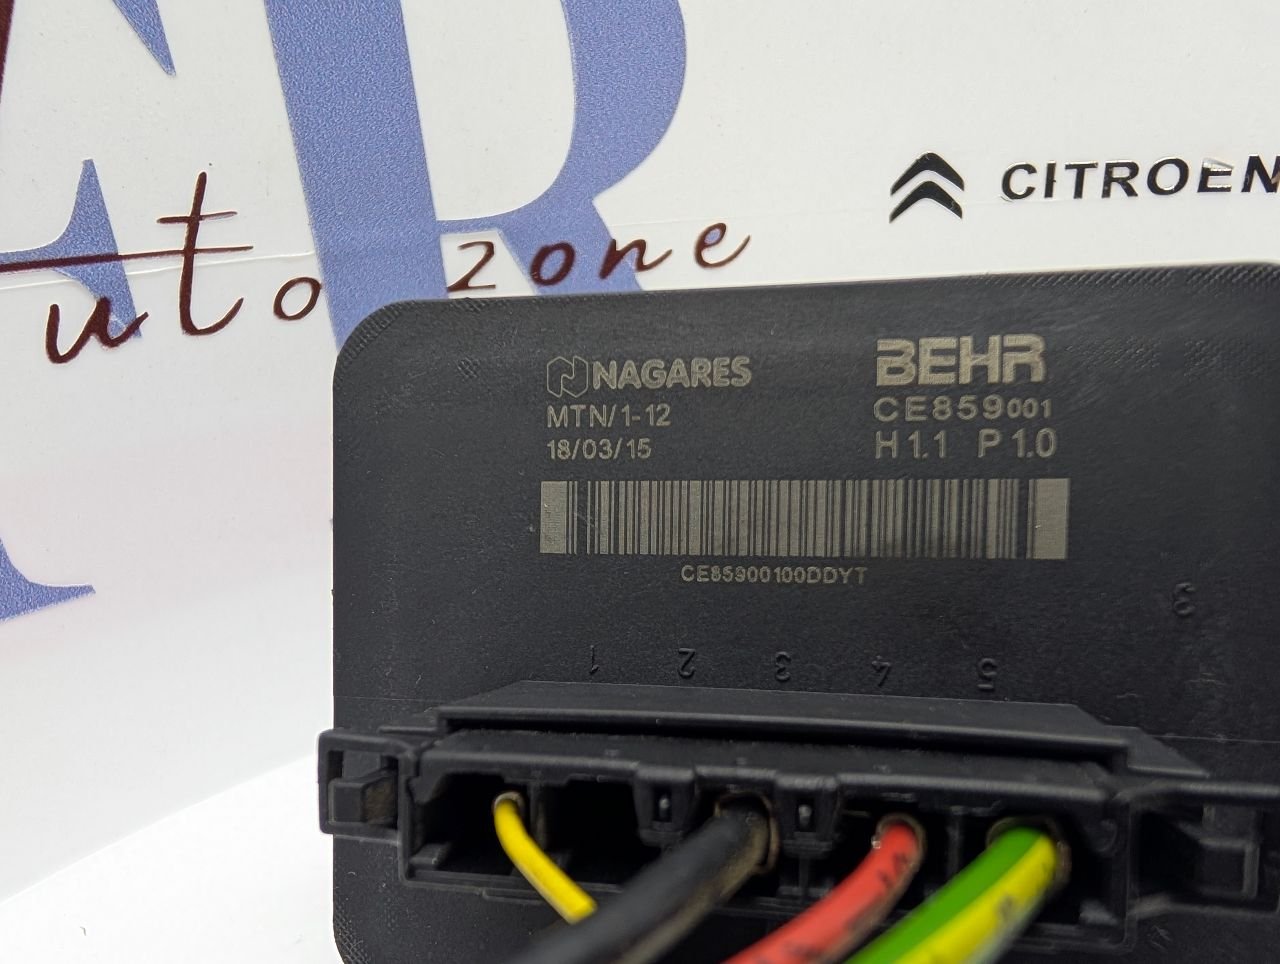 uto zone
CITROËN
NAGARES
MTN/1-12
18/03/15
BEHR
CE859001
H1.1 P1.0
CE85900100DDYT
3
1 2 3 4 5